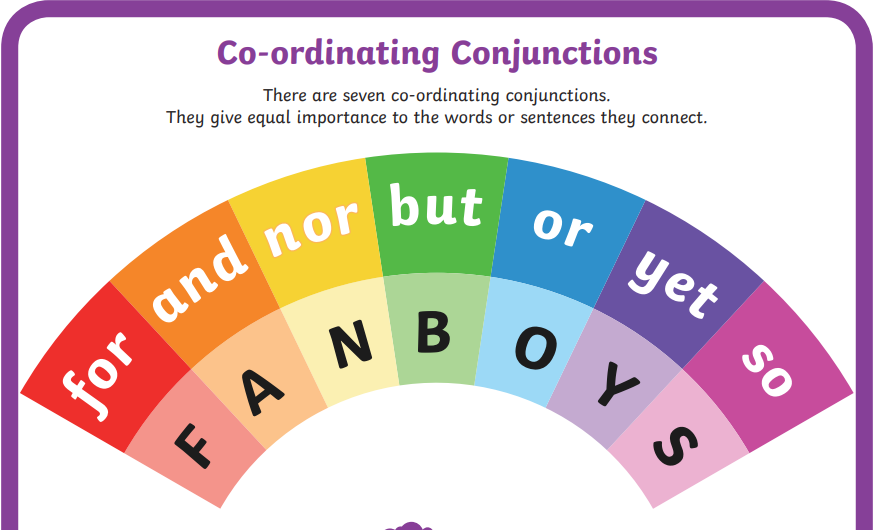 Co-ordinating Conjunctions
There are seven co-ordinating conjunctions.
They give equal importance to the words or sentences they connect.
for and nor but or yet so
F A N B O Y S